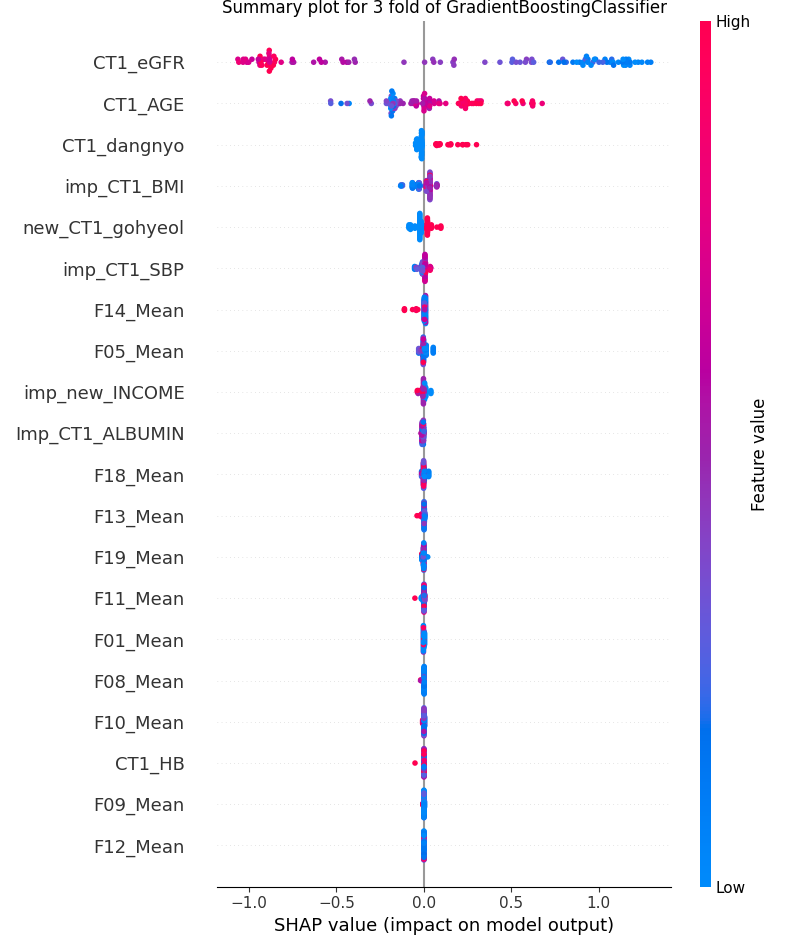 Summary plot for 3 fold of GradientBoostingClassifier
High
CT1_eGFR
CT1_AGE
CT1_dangnyo
imp_CT1_BMI
new_CT1_gohyeol
imp_CT1_SBP
F14_Mean
F05_Mean
imp_new_INCOME
Imp_CT1_ALBUMIN
F18_Mean
F13_Mean
F19_Mean
F11_Mean
F01_Mean
F08_Mean
F10_Mean
CT1_HB
F09_Mean
F12_Mean
Feature value
Low
−1.0 −0.5 0.0 0.5 1.0
SHAP value (impact on model output)